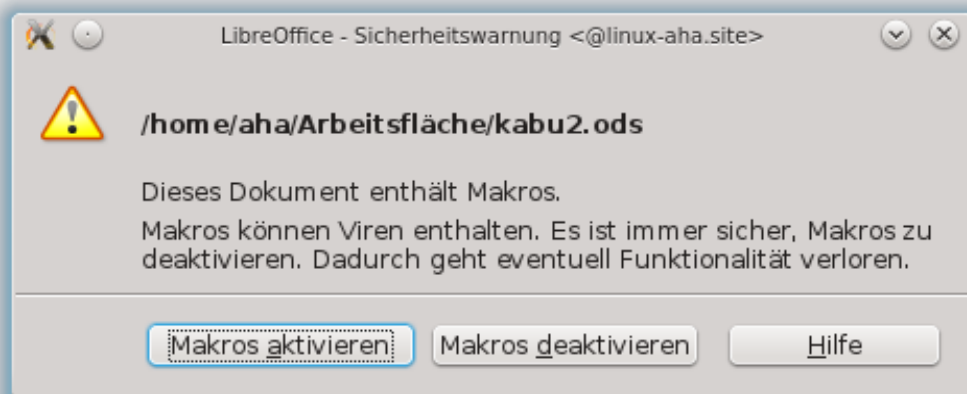 LibreOffice - Sicherheitswarnung <@linux-aha.site>
/home/aha/Arbeitsfläche/kabu2.ods
Dieses Dokument enthält Makros.
Makros können Viren enthalten. Es ist immer sicher, Makros zu
deaktivieren. Dadurch geht eventuell Funktionalität verloren.
Makros aktivieren Makros deaktivieren Hilfe